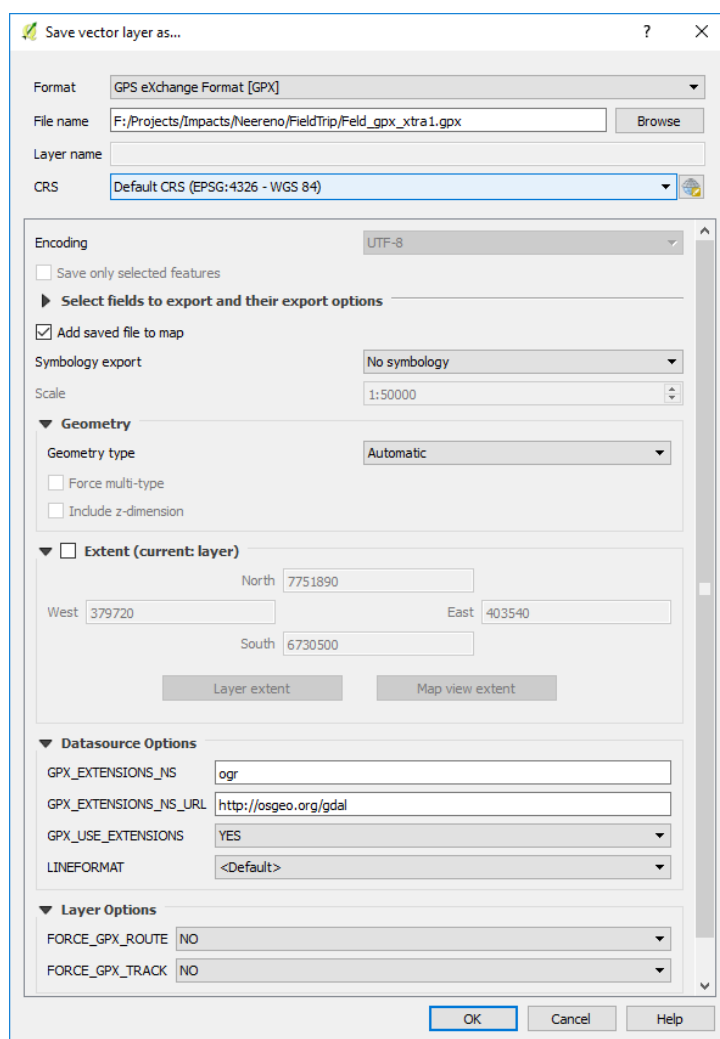 Save vector layer as...
?
Format GPS eXchange Format [GPX]
File name F:/Projects/Impacts/Neereno/FieldTrip/Feld_gpx_xtra1.gpx Browse
Layer name
CRS Default CRS (EPSG:4326 - WGS 84)
Encoding UTF-8
Save only selected features
Select fields to export and their export options
Add saved file to map
Symbology export No symbology
Scale 1:50000
Geometry
Geometry type Automatic
Force multi-type
Include z-dimension
Extent (current: layer)
North 7751890
West 379720 East 403540
South 6730500
Layer extent Map view extent
Datasource Options
GPX_EXTENSIONS_NS ogr
GPX_EXTENSIONS_NS_URL http://osgeo.org/gdal
GPX_USE_EXTENSIONS YES
LINEFORMAT <Default>
Layer Options
FORCE_GPX_ROUTE NO
FORCE_GPX_TRACK NO
OK Cancel Help